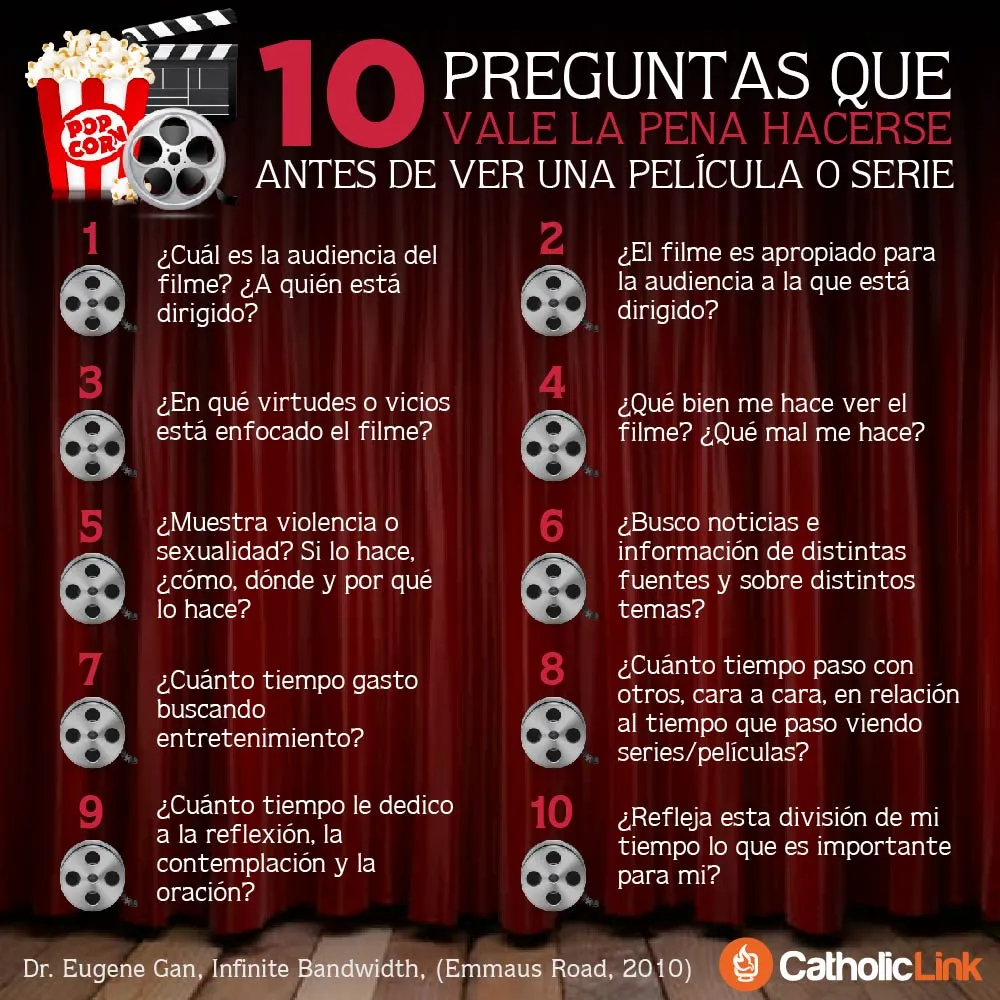 POP
CORN
10
PREGUNTAS QUE
VALE LA PENA HACERSE
ANTES DE VER UNA PELÍCULA O SERIE
1
¿Cuál es la audiencia del
filme? ¿A quién está
dirigido?
2
¿El filme es apropiado para
la audiencia a la que está
dirigido?
3
¿En qué virtudes o vicios
está enfocado el filme?
4
¿Qué bien me hace ver el
filme? ¿Qué mal me hace?
5
¿Muestra violencia o
sexualidad? Si lo hace,
¿cómo, dónde y por qué
lo hace?
6
¿Busco noticias e
información de distintas
fuentes y sobre distintos
temas?
7
¿Cuánto tiempo gasto
buscando
entretenimiento?
8
¿Cuánto tiempo paso con
otros, cara a cara, en relación
al tiempo que paso viendo
series/películas?
9
¿Cuánto tiempo le dedico
a la reflexión, la
contemplación y la
oración?
10
¿Refleja esta división de mi
tiempo lo que es importante
para mi?
Dr. Eugene Gan, Infinite Bandwidth, (Emmaus Road, 2010)
CatholicLink